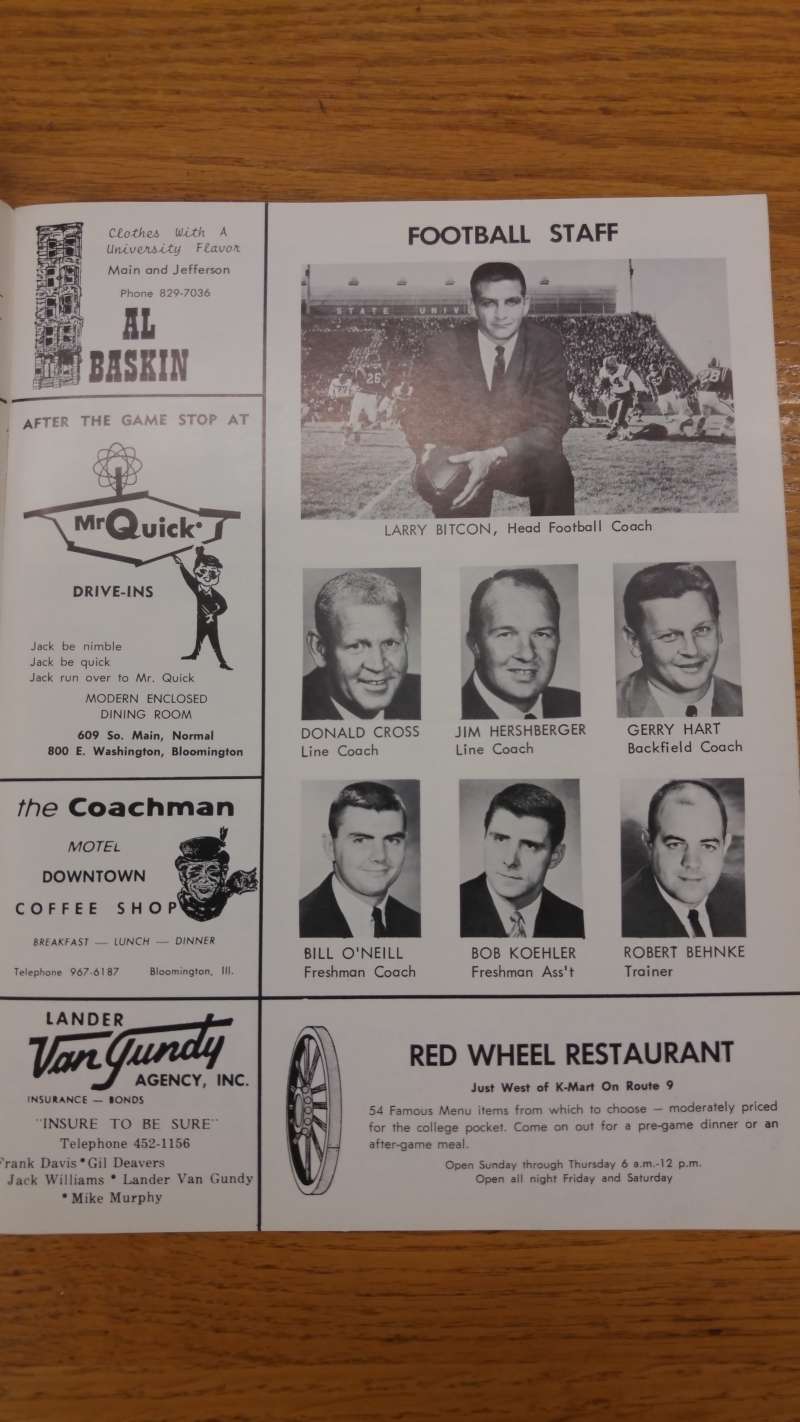 Clothes With A
University Flavor
Main and Jefferson
Phone 829-7036
AL
BASKIN
AFTER THE GAME STOP AT
Mr Quick
DRIVE-INS
Jack be nimble
Jack be quick
Jack run over to Mr. Quick
MODERN ENCLOSED
DINING ROOM
609 So. Main, Normal
800 E. Washington, Bloomington
the Coachman
MOTEL
DOWNTOWN
COFFEE SHOP
BREAKFAST — LUNCH — DINNER
Telephone 967-6187 Bloomington, Ill.
LANDER
Van Gundy
AGENCY, INC.
INSURANCE — BONDS
"INSURE TO BE SURE"
Telephone 452-1156
Frank Davis * Gil Deavers
Jack Williams * Lander Van Gundy
* Mike Murphy
FOOTBALL STAFF
STATE UNIV
77 26 28
LARRY BITCON, Head Football Coach
DONALD CROSS
Line Coach
JIM HERSHBERGER
Line Coach
GERRY HART
Backfield Coach
BILL O'NEILL
Freshman Coach
BOB KOEHLER
Freshman Ass't
ROBERT BEHNKE
Trainer
RED WHEEL RESTAURANT
Just West of K-Mart On Route 9
54 Famous Menu items from which to choose — moderately priced
for the college pocket. Come on out for a pre-game dinner or an
after-game meal.
Open Sunday through Thursday 6 a.m.-12 p.m.
Open all night Friday and Saturday